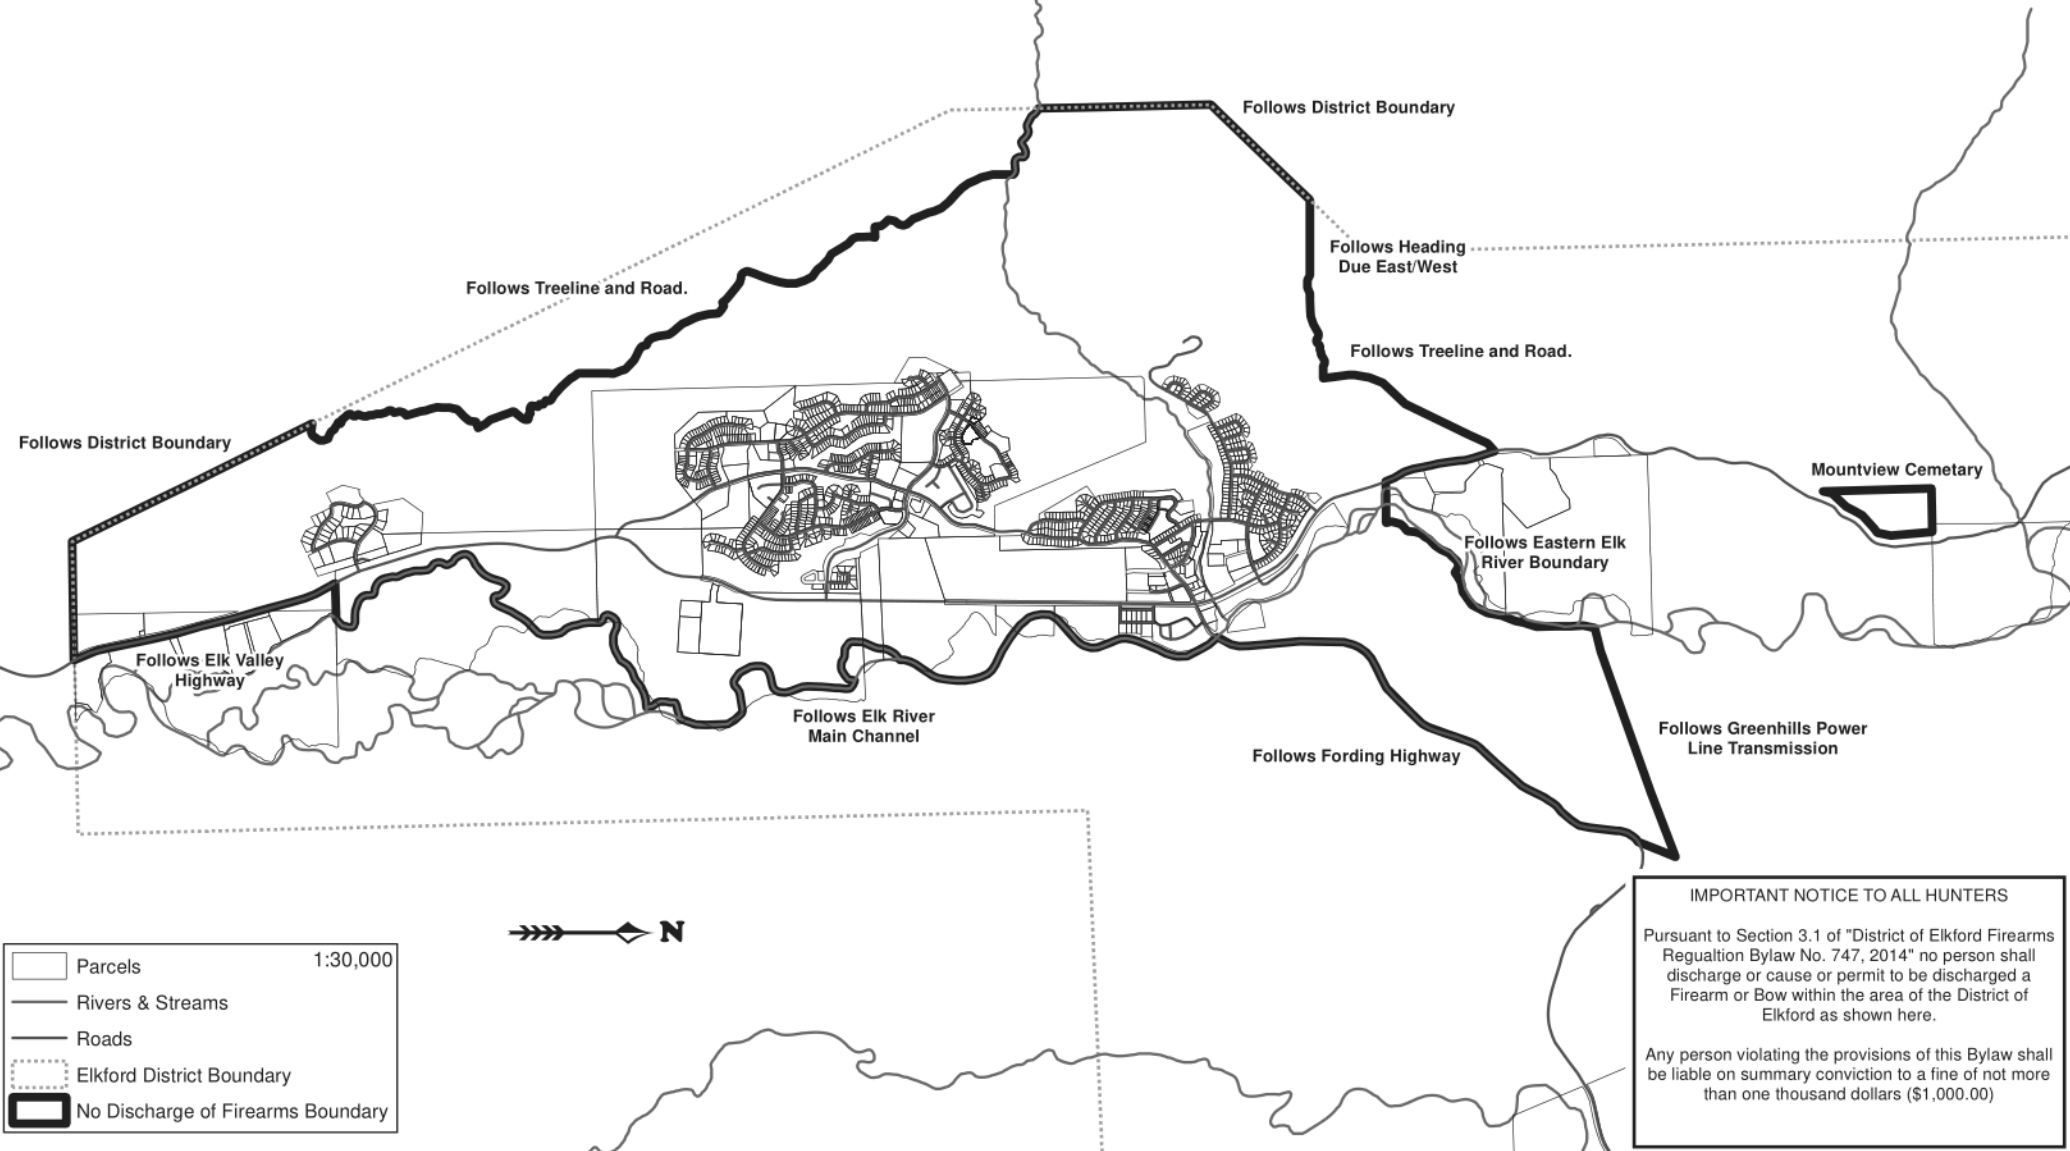 Follows District Boundary
Follows Heading
Due East/West
Follows Treeline and Road.
Follows Treeline and Road.
Follows District Boundary
Mountview Cemetary
Follows Eastern Elk
River Boundary
Follows Elk Valley
Highway
Follows Elk River
Main Channel
Follows Greenhills Power
Line Transmission
Follows Fording Highway
N
1:30,000
Parcels
Rivers & Streams
Roads
Elkford District Boundary
No Discharge of Firearms Boundary
IMPORTANT NOTICE TO ALL HUNTERS
Pursuant to Section 3.1 of "District of Elkford Firearms
Regualtion Bylaw No. 747, 2014" no person shall
discharge or cause or permit to be discharged a
Firearm or Bow within the area of the District of
Elkford as shown here.
Any person violating the provisions of this Bylaw shall
be liable on summary conviction to a fine of not more
than one thousand dollars ($1,000.00)